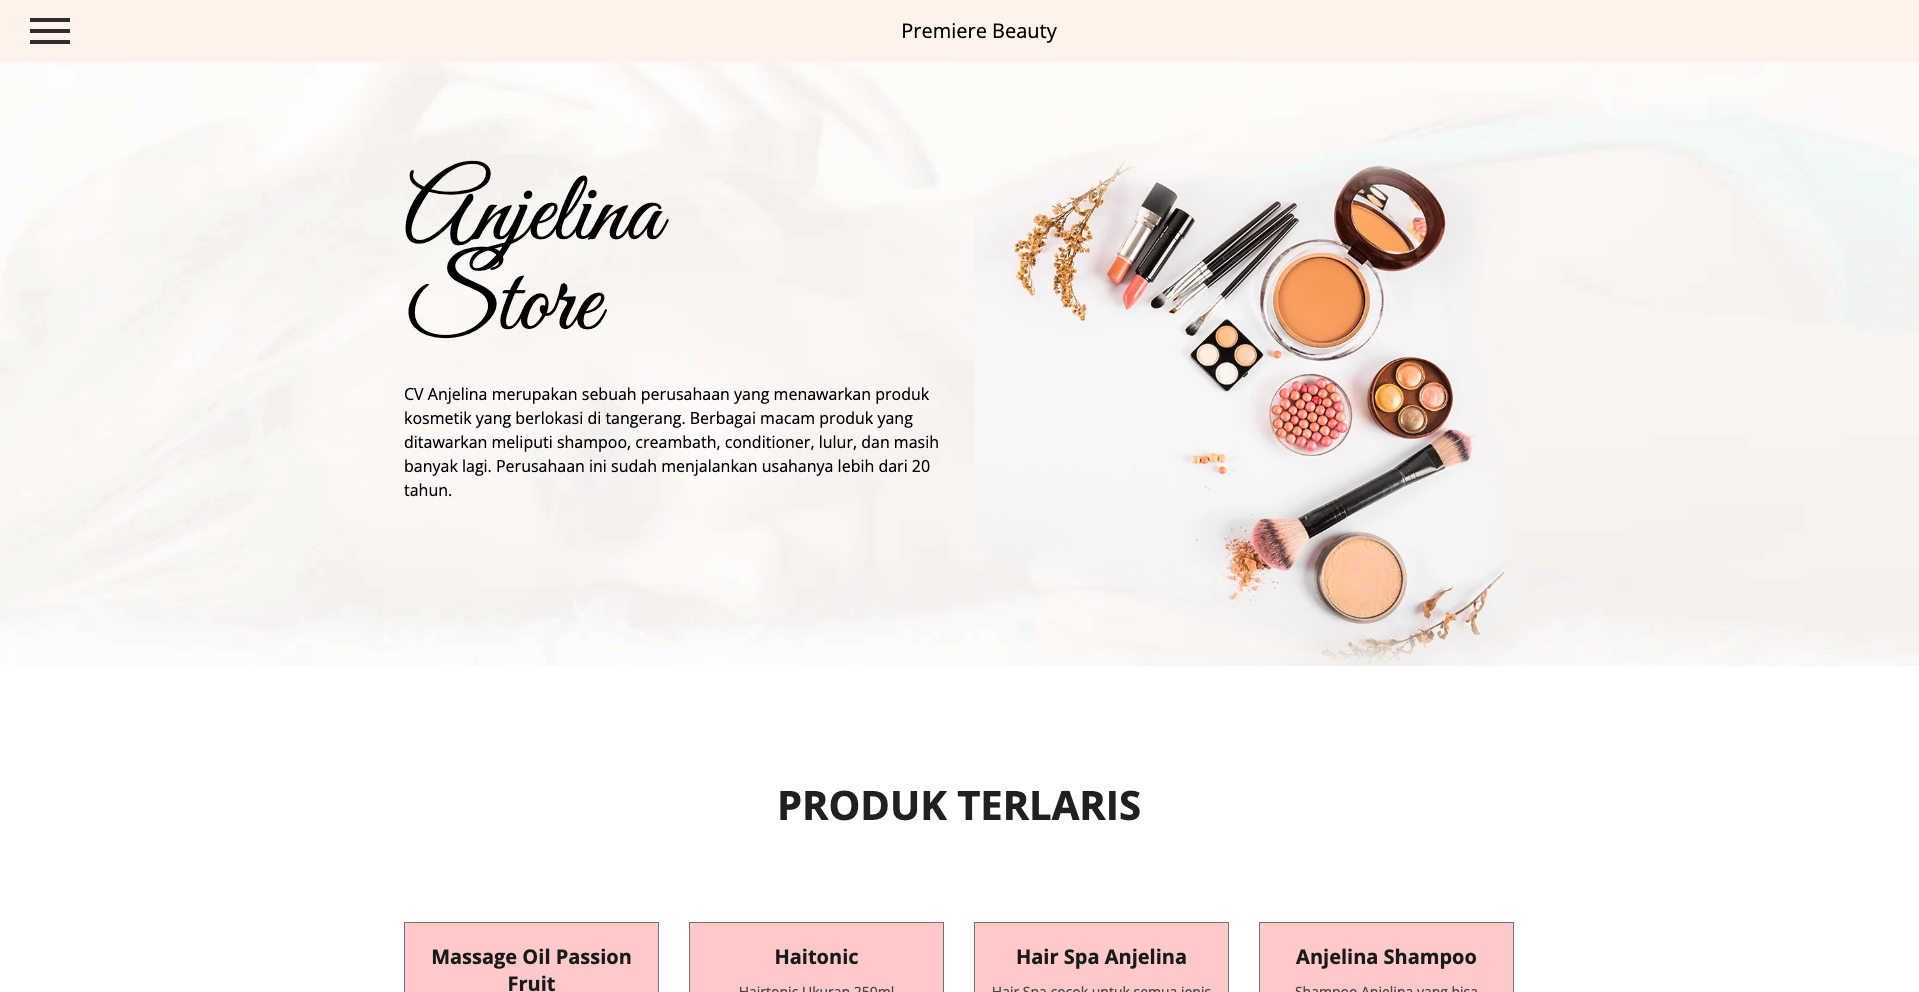 Premiere Beauty
Anjelina
Store
CV Anjelina merupakan sebuah perusahaan yang menawarkan produk
kosmetik yang berlokasi di tangerang. Berbagai macam produk yang
ditawarkan meliputi shampoo, creambath, conditioner, lulur, dan masih
banyak lagi. Perusahaan ini sudah menjalankan usahanya lebih dari 20
tahun.
PRODUK TERLARIS
Massage Oil Passion
Fruit
Haitonic
Hairtonic Ukuran 250ml
Hair Spa Anjelina
Hair Spa cocok untuk semua jenis
Anjelina Shampoo
Shampoo Anjelina yang bisa